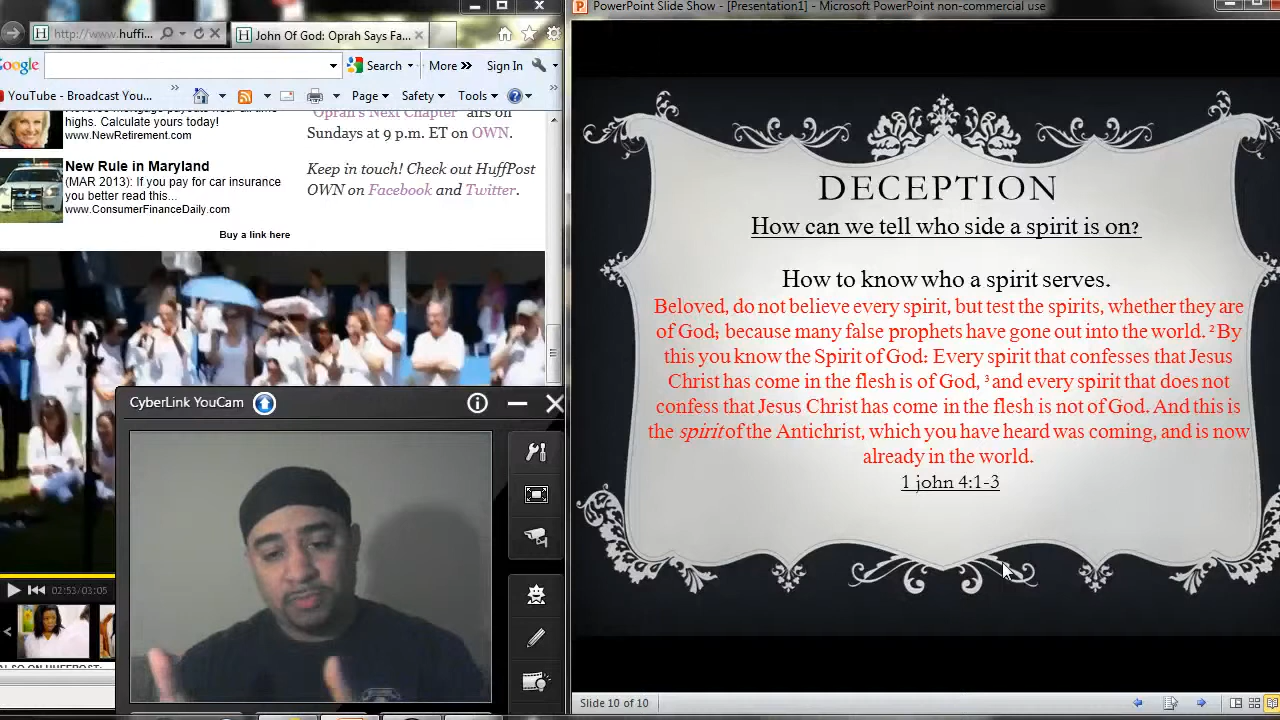 PowerPoint Slide Show - [Presentation1] - Microsoft PowerPoint non-commercial use
http://www.huffi...
John Of God: Oprah Says Fa...
Google
Search
More »
Sign In
YouTube - Broadcast You...
Page
Safety
Tools
highs. Calculate yours today!
www.NewRetirement.com
New Rule in Maryland
(MAR 2013): If you pay for car insurance
you better read this...
www.ConsumerFinanceDaily.com
"Oprah's Next Chapter" airs on
Sundays at 9 p.m. ET on OWN.
Keep in touch! Check out HuffPost
OWN on Facebook and Twitter.
Buy a link here
CyberLink YouCam
02:53/03:05
DECEPTION
How can we tell who side a spirit is on?
How to know who a spirit serves.
Beloved, do not believe every spirit, but test the spirits, whether they are
of God; because many false prophets have gone out into the world. ² By
this you know the Spirit of God: Every spirit that confesses that Jesus
Christ has come in the flesh is of God, ³ and every spirit that does not
confess that Jesus Christ has come in the flesh is not of God. And this is
the spirit of the Antichrist, which you have heard was coming, and is now
already in the world.
1 john 4:1-3
Slide 10 of 10